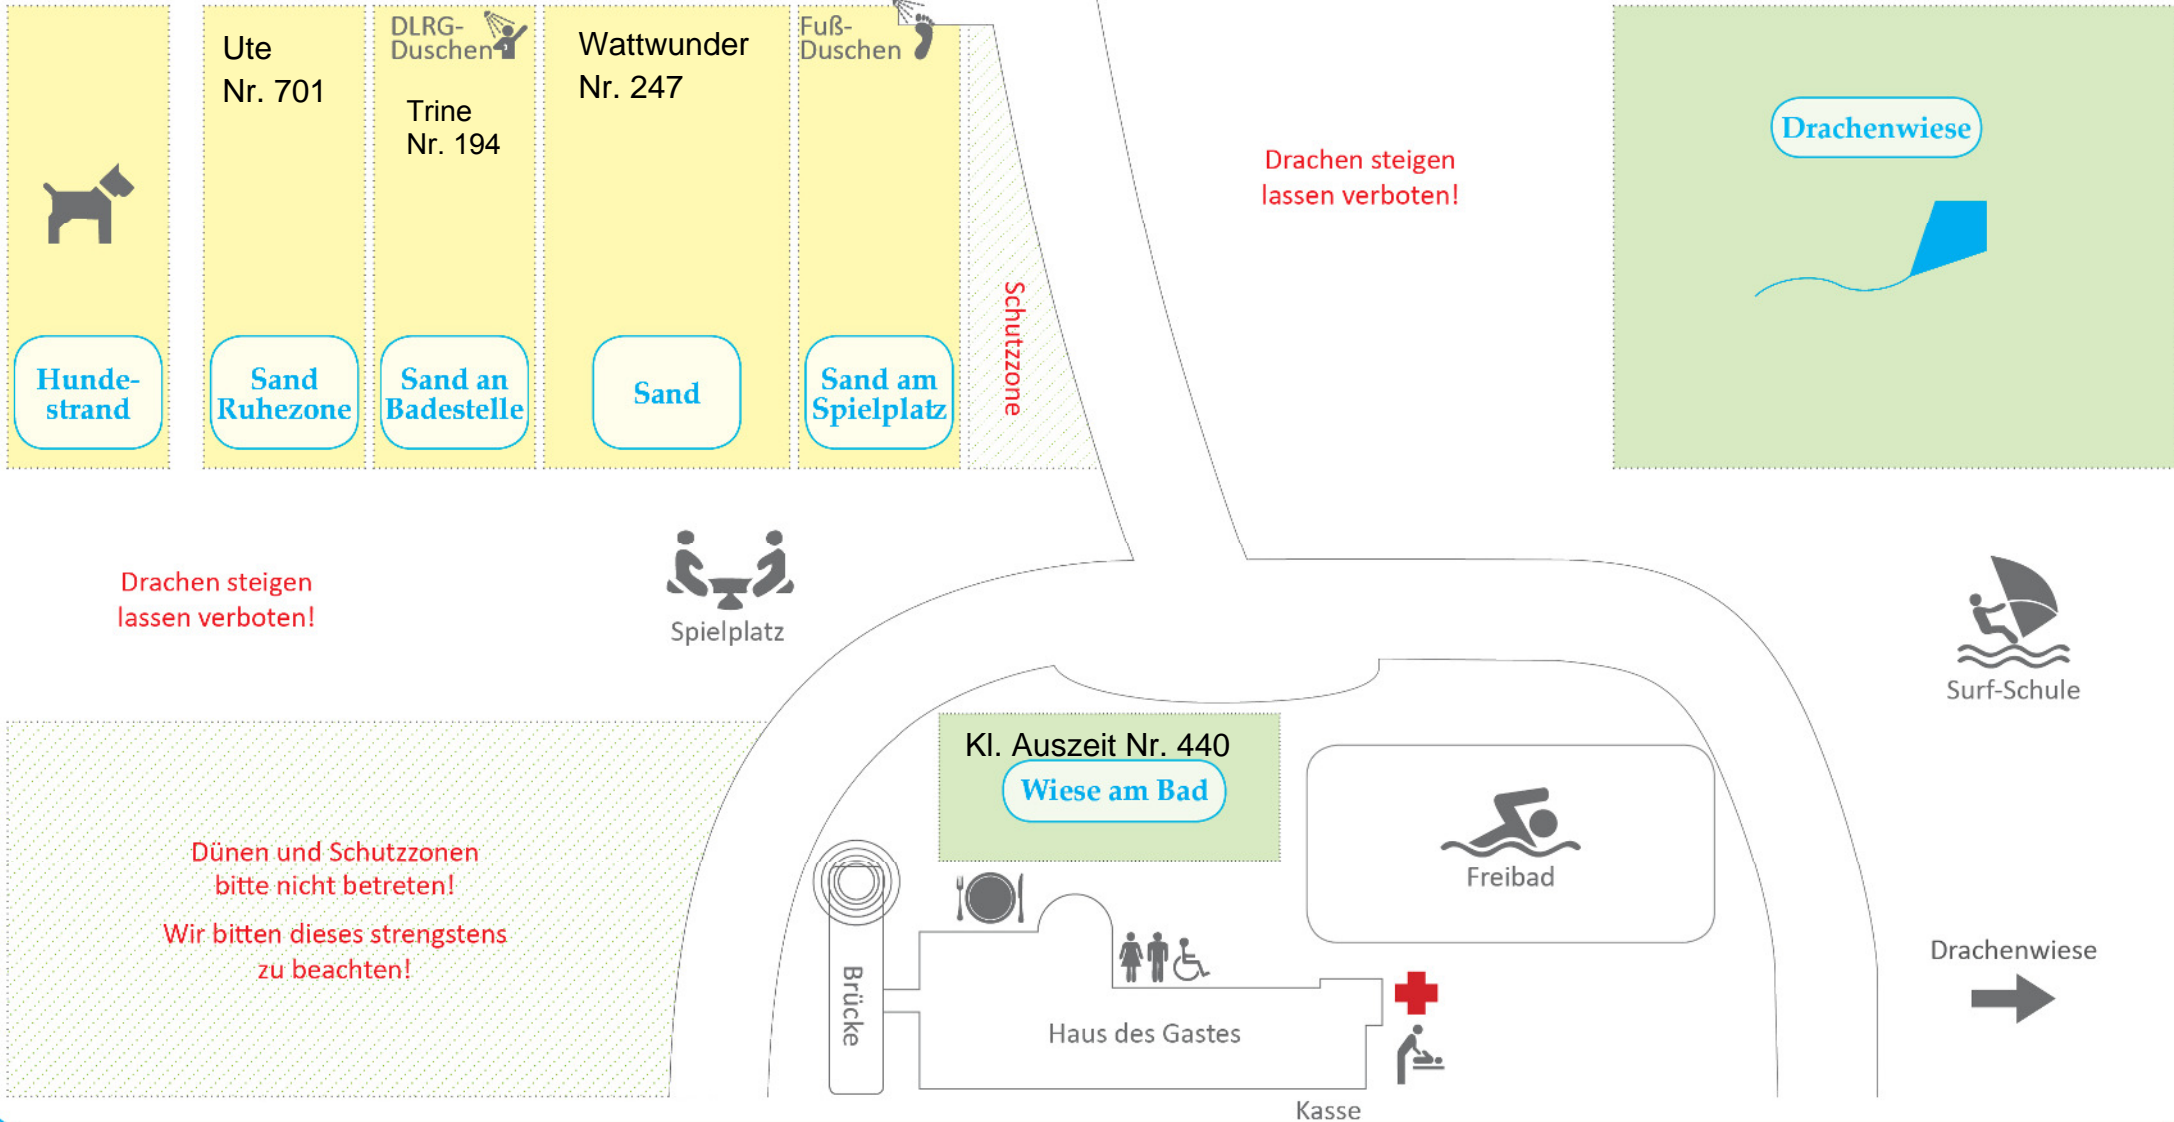 Ute
Nr. 701
DLRG-
Duschen
Trine
Nr. 194
Wattwunder
Nr. 247
Fuß-
Duschen
Hunde-
strand
Sand
Ruhezone
Sand an
Badestelle
Sand
Sand am
Spielplatz
Schutzzone
Drachen steigen
lassen verboten!
Drachenwiese
Drachen steigen
lassen verboten!
Spielplatz
Surf-Schule
Kl. Auszeit Nr. 440
Wiese am Bad
Freibad
Dünen und Schutzzonen
bitte nicht betreten!
Wir bitten dieses strengstens
zu beachten!
Brücke
Haus des Gastes
Kasse
Drachenwiese